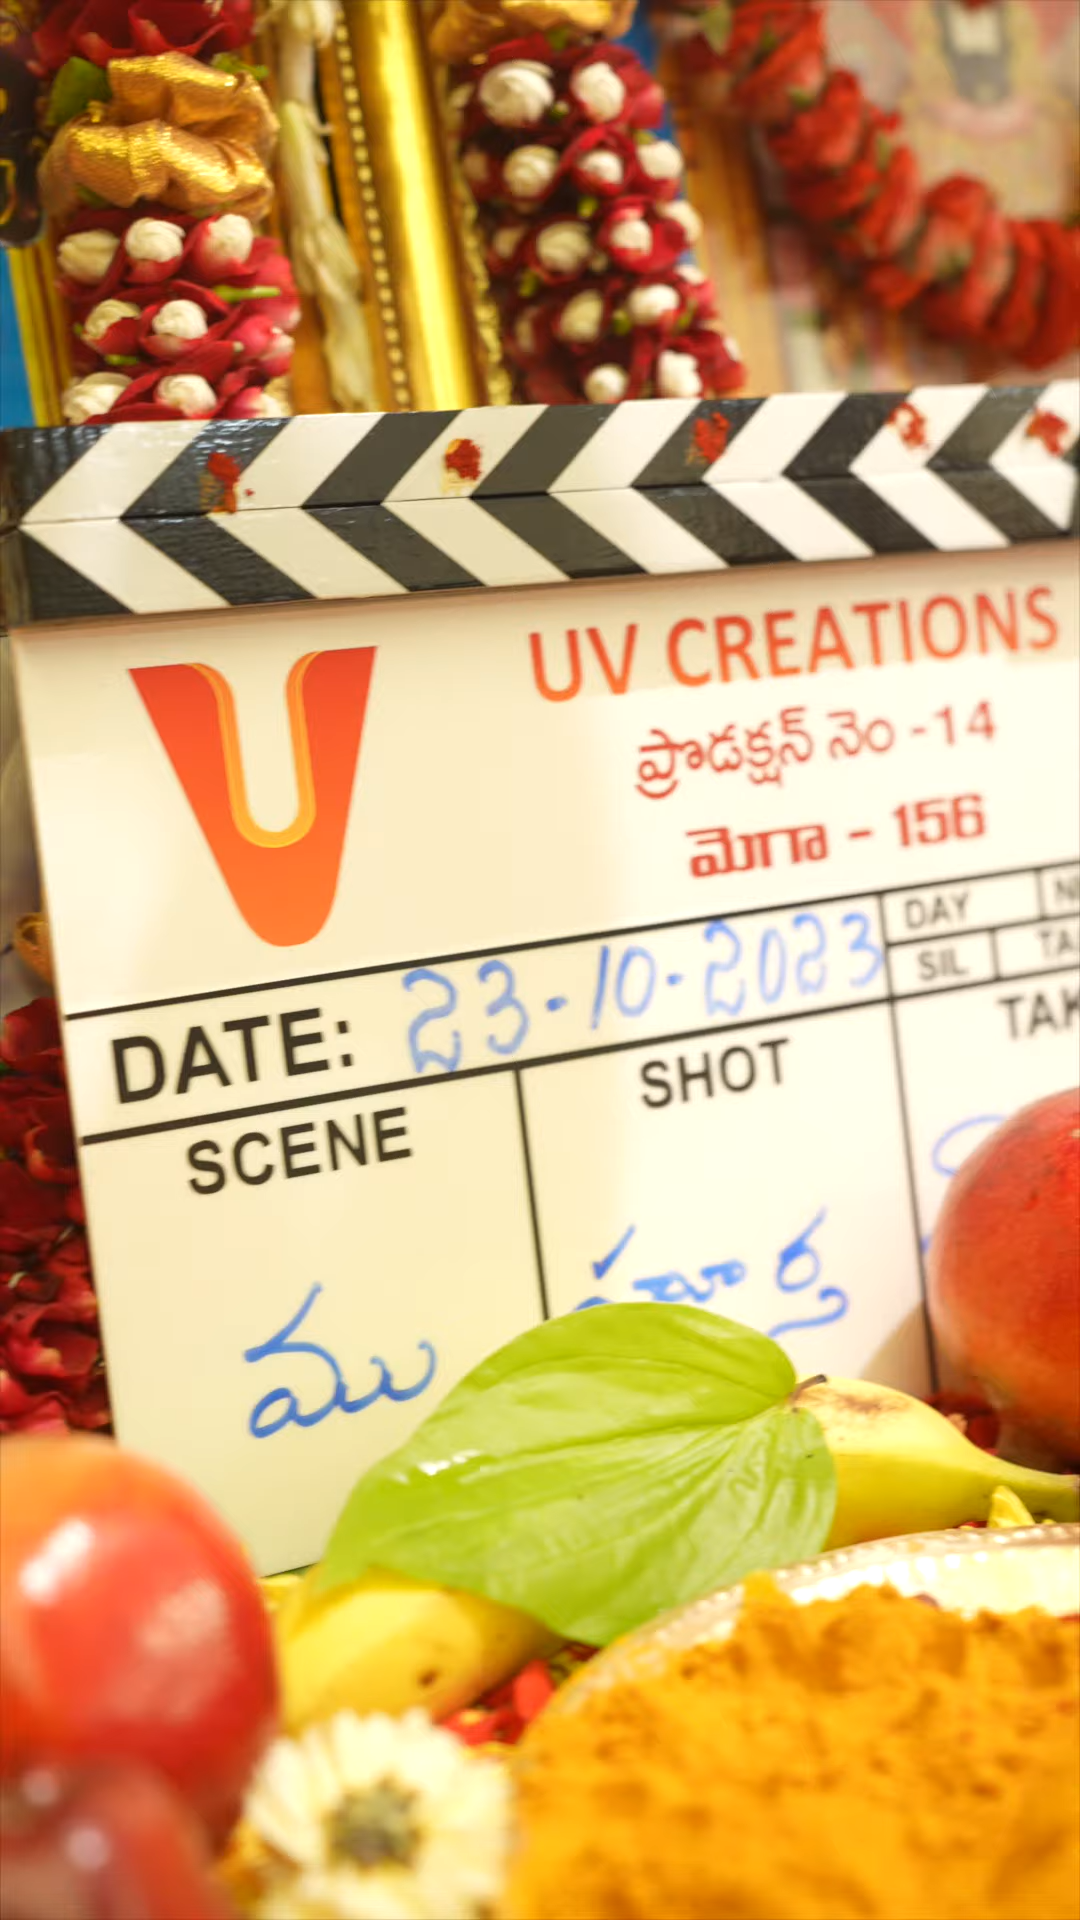 UV CREATIONS
ప్రొడక్షన్ నెం -14
మెగా - 156
DAY
SIL
DATE: 23-10-2023
SCENE
SHOT
ము
హూర్త